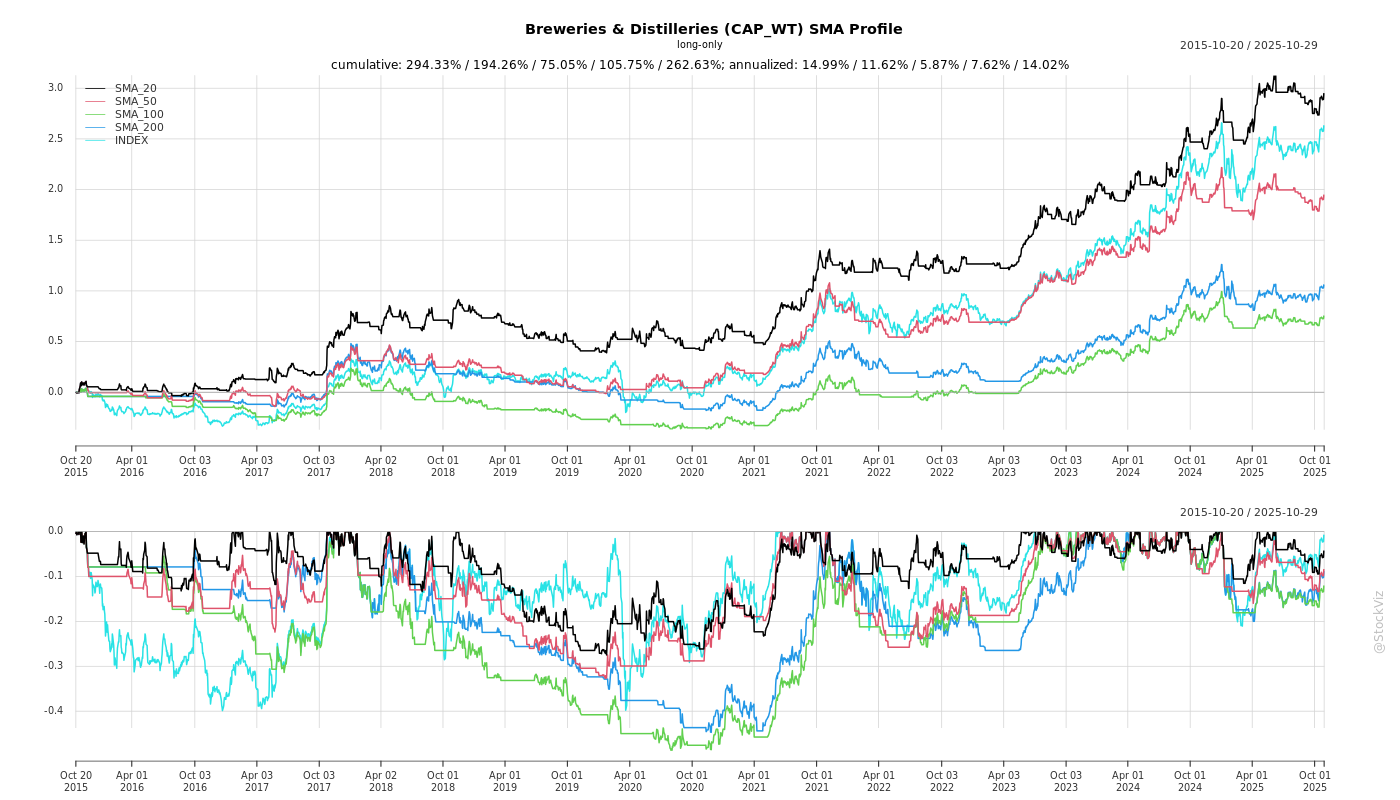 Breweries & Distilleries (CAP_WT) SMA Profile
long-only
2015-10-20 / 2025-10-29
cumulative: 294.33% / 194.26% / 75.05% / 105.75% / 262.63%; annualized: 14.99% / 11.62% / 5.87% / 7.62% / 14.02%
SMA_20
SMA_50
SMA_100
SMA_200
INDEX
3.0
2.5
2.0
1.5
1.0
0.5
0.0
Oct 20 Apr 01 Oct 03 Apr 03 Oct 03 Apr 02 Oct 01 Apr 01 Oct 01 Apr 01 Oct 01 Apr 01 Oct 01 Apr 01 Oct 03 Apr 03 Oct 03 Apr 01 Oct 01 Apr 01 Oct 01
2015 2016 2016 2017 2017 2018 2018 2019 2019 2020 2020 2021 2021 2022 2022 2023 2023 2024 2024 2025 2025
2015-10-20 / 2025-10-29
0.0
-0.1
-0.2
-0.3
-0.4
Oct 20 Apr 01 Oct 03 Apr 03 Oct 03 Apr 02 Oct 01 Apr 01 Oct 01 Apr 01 Oct 01 Apr 01 Oct 01 Apr 01 Oct 03 Apr 03 Oct 03 Apr 01 Oct 01 Apr 01 Oct 01
2015 2016 2016 2017 2017 2018 2018 2019 2019 2020 2020 2021 2021 2022 2022 2023 2023 2024 2024 2025 2025
@StockViz